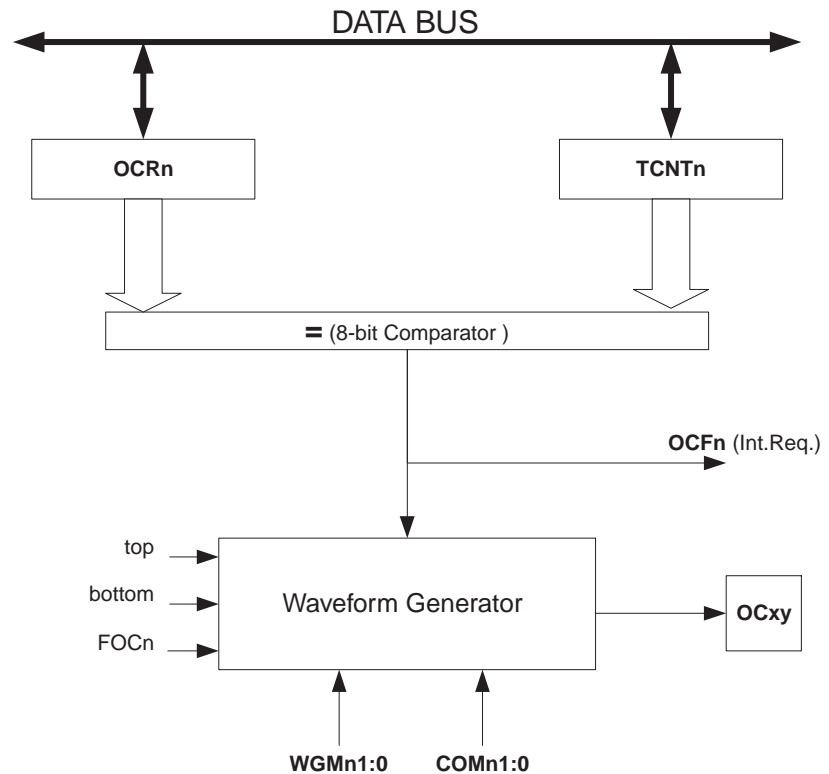 DATA BUS
OCRn
TCNTn
= (8-bit Comparator )
OCFn (Int.Req.)
top
bottom
FOCn
Waveform Generator
OCxy
WGMn1:0
COMn1:0